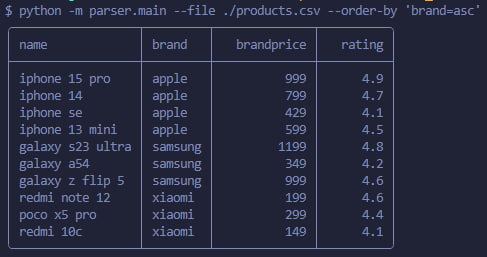 $ python -m parser.main --file ./products.csv --order-by 'brand=asc'
name brand brandprice rating
iphone 15 pro apple 999 4.9
iphone 14 apple 799 4.7
iphone se apple 429 4.1
iphone 13 mini apple 599 4.5
galaxy s23 ultra samsung 1199 4.8
galaxy a54 samsung 349 4.2
galaxy z flip 5 samsung 999 4.6
redmi note 12 xiaomi 199 4.6
poco x5 pro xiaomi 299 4.4
redmi 10c xiaomi 149 4.1